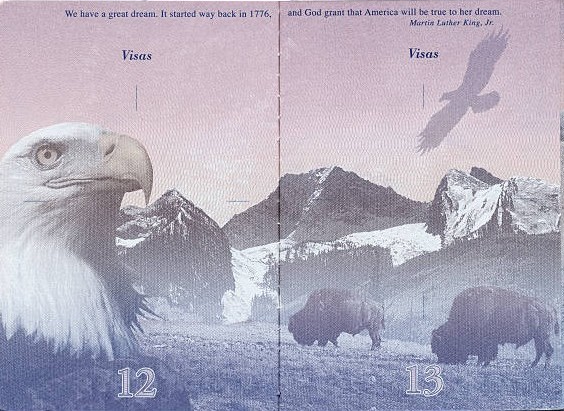 We have a great dream. It started way back in 1776, and God grant that America will be true to her dream.
Martin Luther King, Jr.
Visas
Visas
12
13